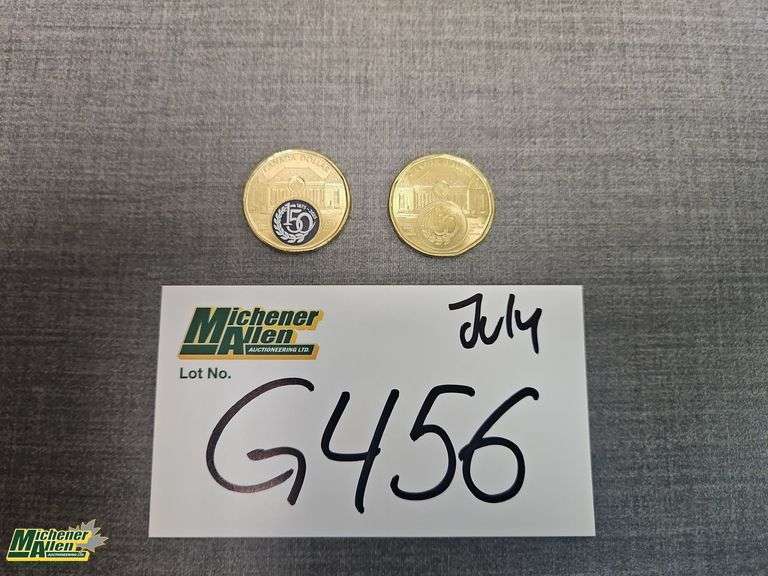 CANADA DOLLAR
150
Michener
Allen
AUCTIONEERING LTD.
July
Lot No.
G456
Michener
Allen
AUCTIONEERING LTD.